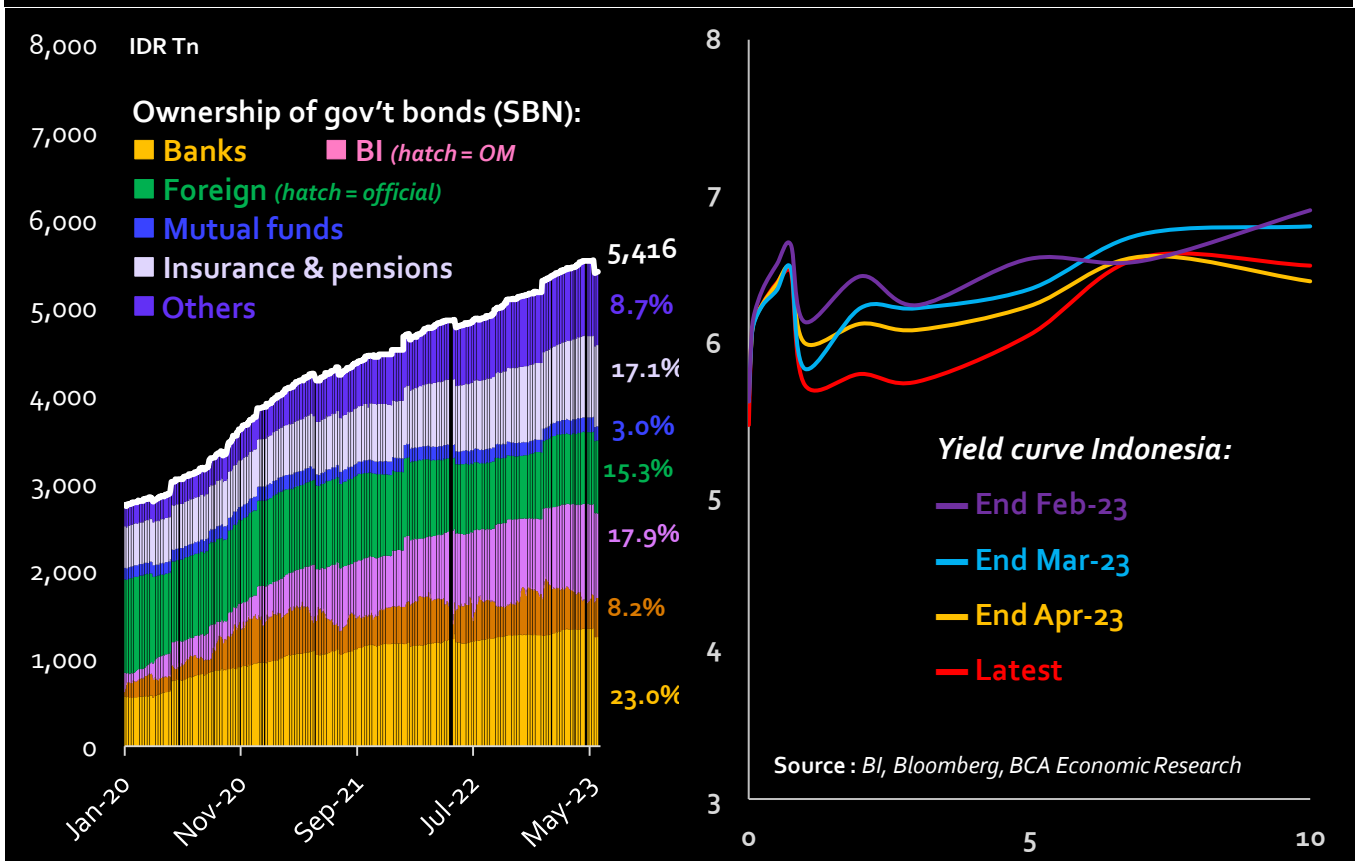 IDR Tn
Ownership of gov't bonds (SBN):
Banks
BI (hatch = OM
Foreign (hatch = official)
Mutual funds
Insurance & pensions
Others
8,000
7,000
6,000
5,000
4,000
3,000
2,000
1,000
0
5,416
8.7%
17.1%
3.0%
15.3%
17.9%
8.2%
23.0%
Jan-20
Nov-20
Sep-21
Jul-22
May-23
8
7
6
5
4
3
Yield curve Indonesia:
End Feb-23
End Mar-23
End Apr-23
Latest
Source : BI, Bloomberg, BCA Economic Research
0
5
10